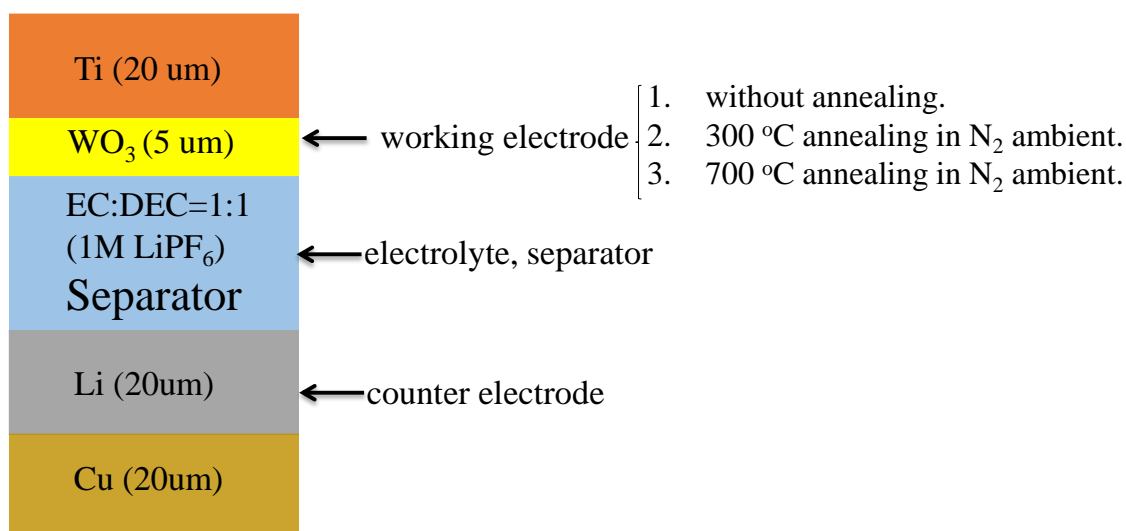 Ti (20 um)
WO₃ (5 um)
working electrode
1. without annealing.
2. 300 ᵒC annealing in N₂ ambient.
3. 700 ᵒC annealing in N₂ ambient.
EC:DEC=1:1
(1M LiPF₆)
Separator
electrolyte, separator
Li (20um)
counter electrode
Cu (20um)